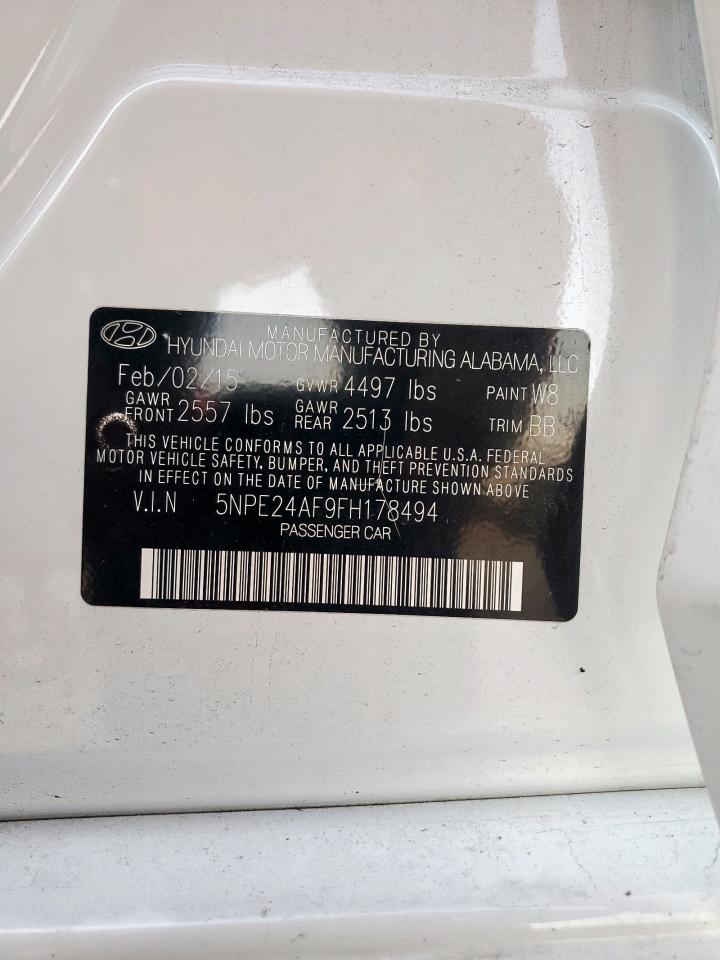 MANUFACTURED BY
HYUNDAI MOTOR MANUFACTURING ALABAMA, LLC
Feb/02/15 GVWR 4497 lbs PAINT W8
GAWR FRONT 2557 lbs GAWR REAR 2513 lbs TRIM BB
THIS VEHICLE CONFORMS TO ALL APPLICABLE U.S.A. FEDERAL
MOTOR VEHICLE SAFETY, BUMPER, AND THEFT PREVENTION STANDARDS
IN EFFECT ON THE DATE OF MANUFACTURE SHOWN ABOVE
V.I.N 5NPE24AF9FH178494
PASSENGER CAR